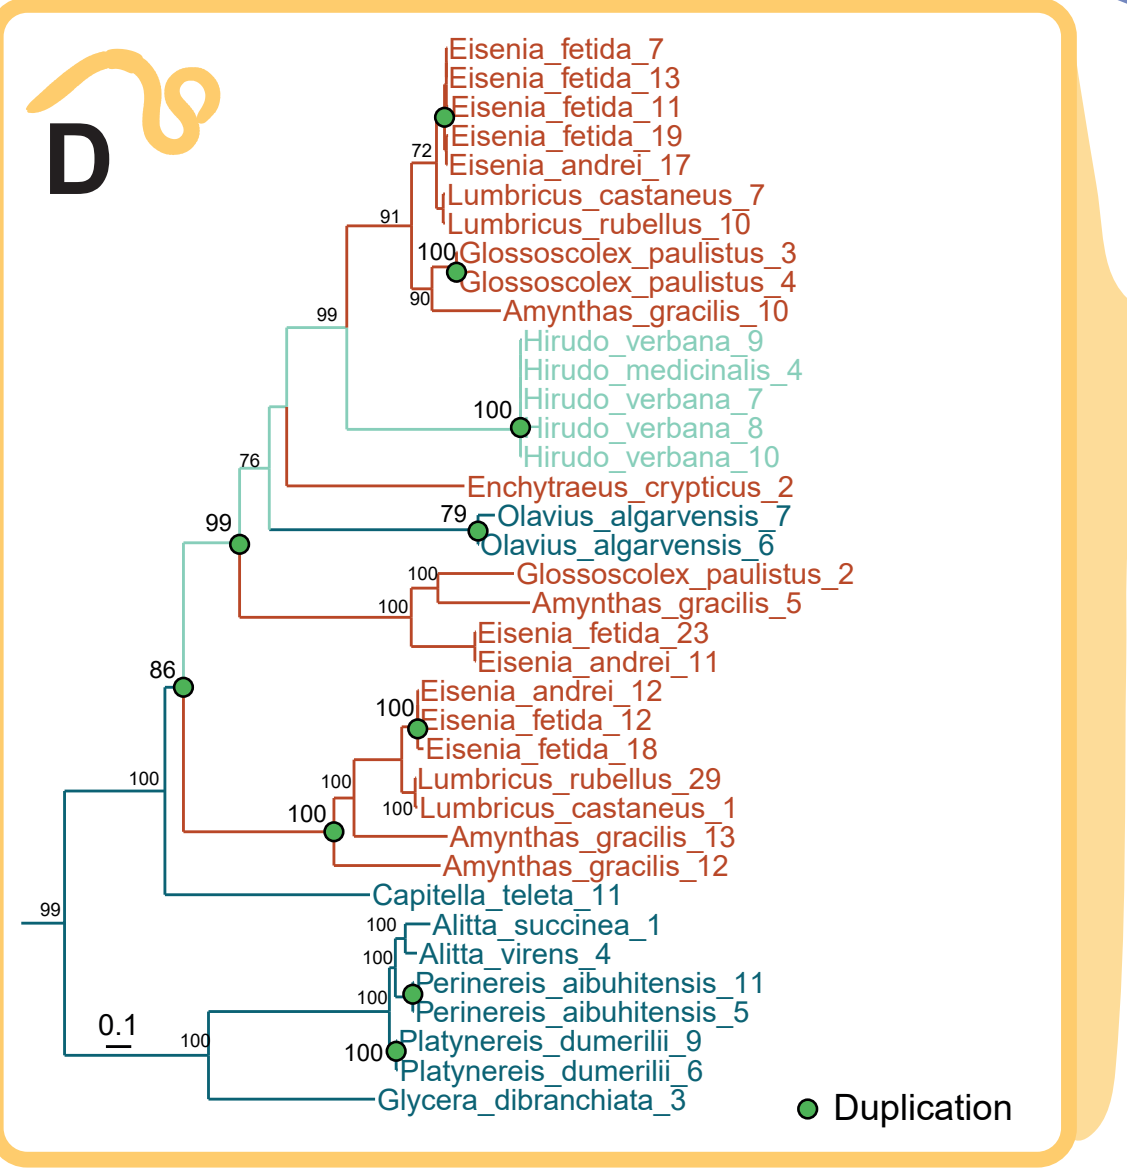 D
Eisenia_fetida_7
Eisenia_fetida_13
Eisenia_fetida_11
Eisenia_fetida_19
72
Eisenia_andrei_17
Lumbricus_castaneus_7
91
Lumbricus_rubellus_10
100
Glossoscolex_paulistus_3
Glossoscolex_paulistus_4
90
Amynthas_gracilis_10
99
Hirudo_verbana_9
Hirudo_medicinalis_4
Hirudo_verbana_7
100
Hirudo_verbana_8
Hirudo_verbana_10
76
Enchytraeus_crypticus_2
79
Olavius_algarvensis_7
99
Olavius_algarvensis_6
100
Glossoscolex_paulistus_2
100
Amynthas_gracilis_5
Eisenia_fetida_23
Eisenia_andrei_11
86
Eisenia_andrei_12
100
Eisenia_fetida_12
Eisenia_fetida_18
100
100
Lumbricus_rubellus_29
100
Lumbricus_castaneus_1
100
Amynthas_gracilis_13
Amynthas_gracilis_12
Capitella_teleta_11
99
100
Alitta_succinea_1
100
Alitta_virens_4
Perinereis_aibuhitensis_11
100
Perinereis_aibuhitensis_5
0.1
100
100
Platynereis_dumerilii_9
Platynereis_dumerilii_6
Glycera_dibranchiata_3
Duplication